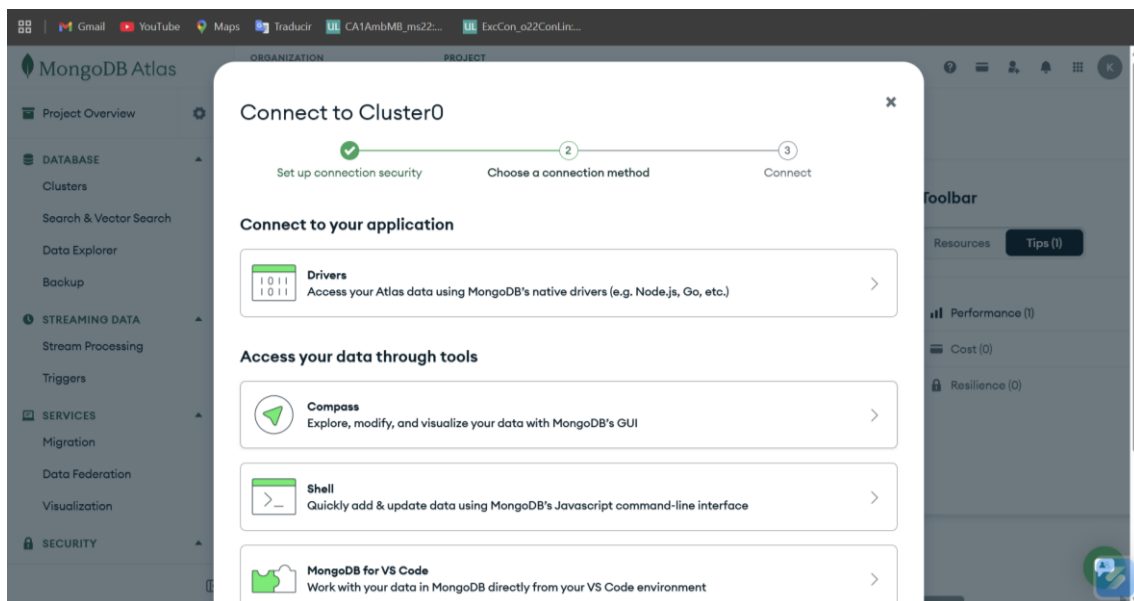 Gmail YouTube Maps Traducir CA1AmbMB_ms22:... ExcCon_o22ConLin:...
MongoDB Atlas
ORGANIZATION PROJECT
K
Project Overview
DATABASE
Clusters
Search & Vector Search
Data Explorer
Backup
STREAMING DATA
Stream Processing
Triggers
SERVICES
Migration
Data Federation
Visualization
SECURITY
Connect to Cluster0
2 3
Set up connection security Choose a connection method Connect
Connect to your application
Drivers
Access your Atlas data using MongoDB's native drivers (e.g. Node.js, Go, etc.)
Access your data through tools
Compass
Explore, modify, and visualize your data with MongoDB's GUI
Shell
Quickly add & update data using MongoDB's Javascript command-line interface
MongoDB for VS Code
Work with your data in MongoDB directly from your VS Code environment
Toolbar
Resources Tips (1)
Performance (1)
Cost (0)
Resilience (0)